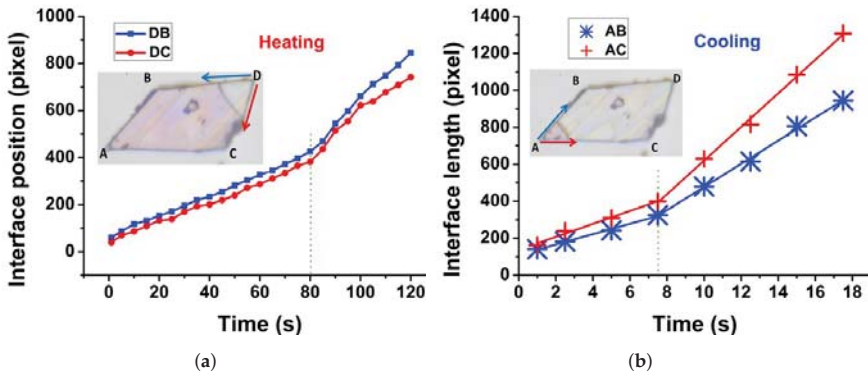 1000
800
600
400
200
0
Interface position (pixel)
DB
DC
Heating
B
D
A
C
0 20 40 60 80 100 120
Time (s)
(a)
1400
1200
1000
800
600
400
200
0
Interface length (pixel)
AB
AC
Cooling
B
D
A
C
0 2 4 6 8 10 12 14 16 18
Time (s)
(b)